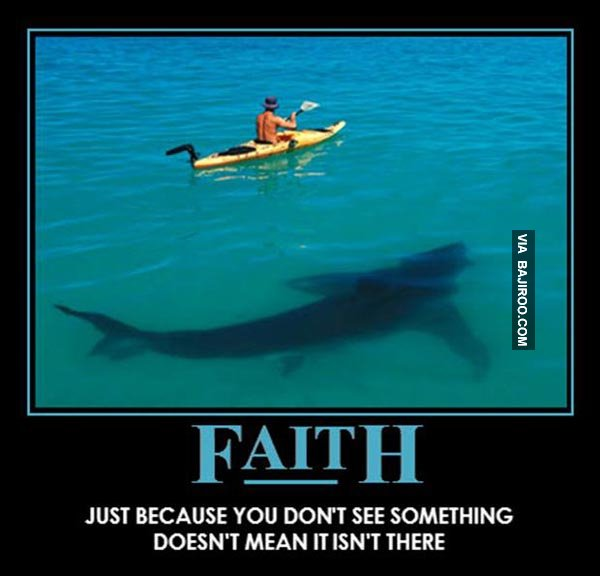 VIA BAJIROO.COM
FAITH
JUST BECAUSE YOU DON'T SEE SOMETHING
DOESN'T MEAN IT ISN'T THERE